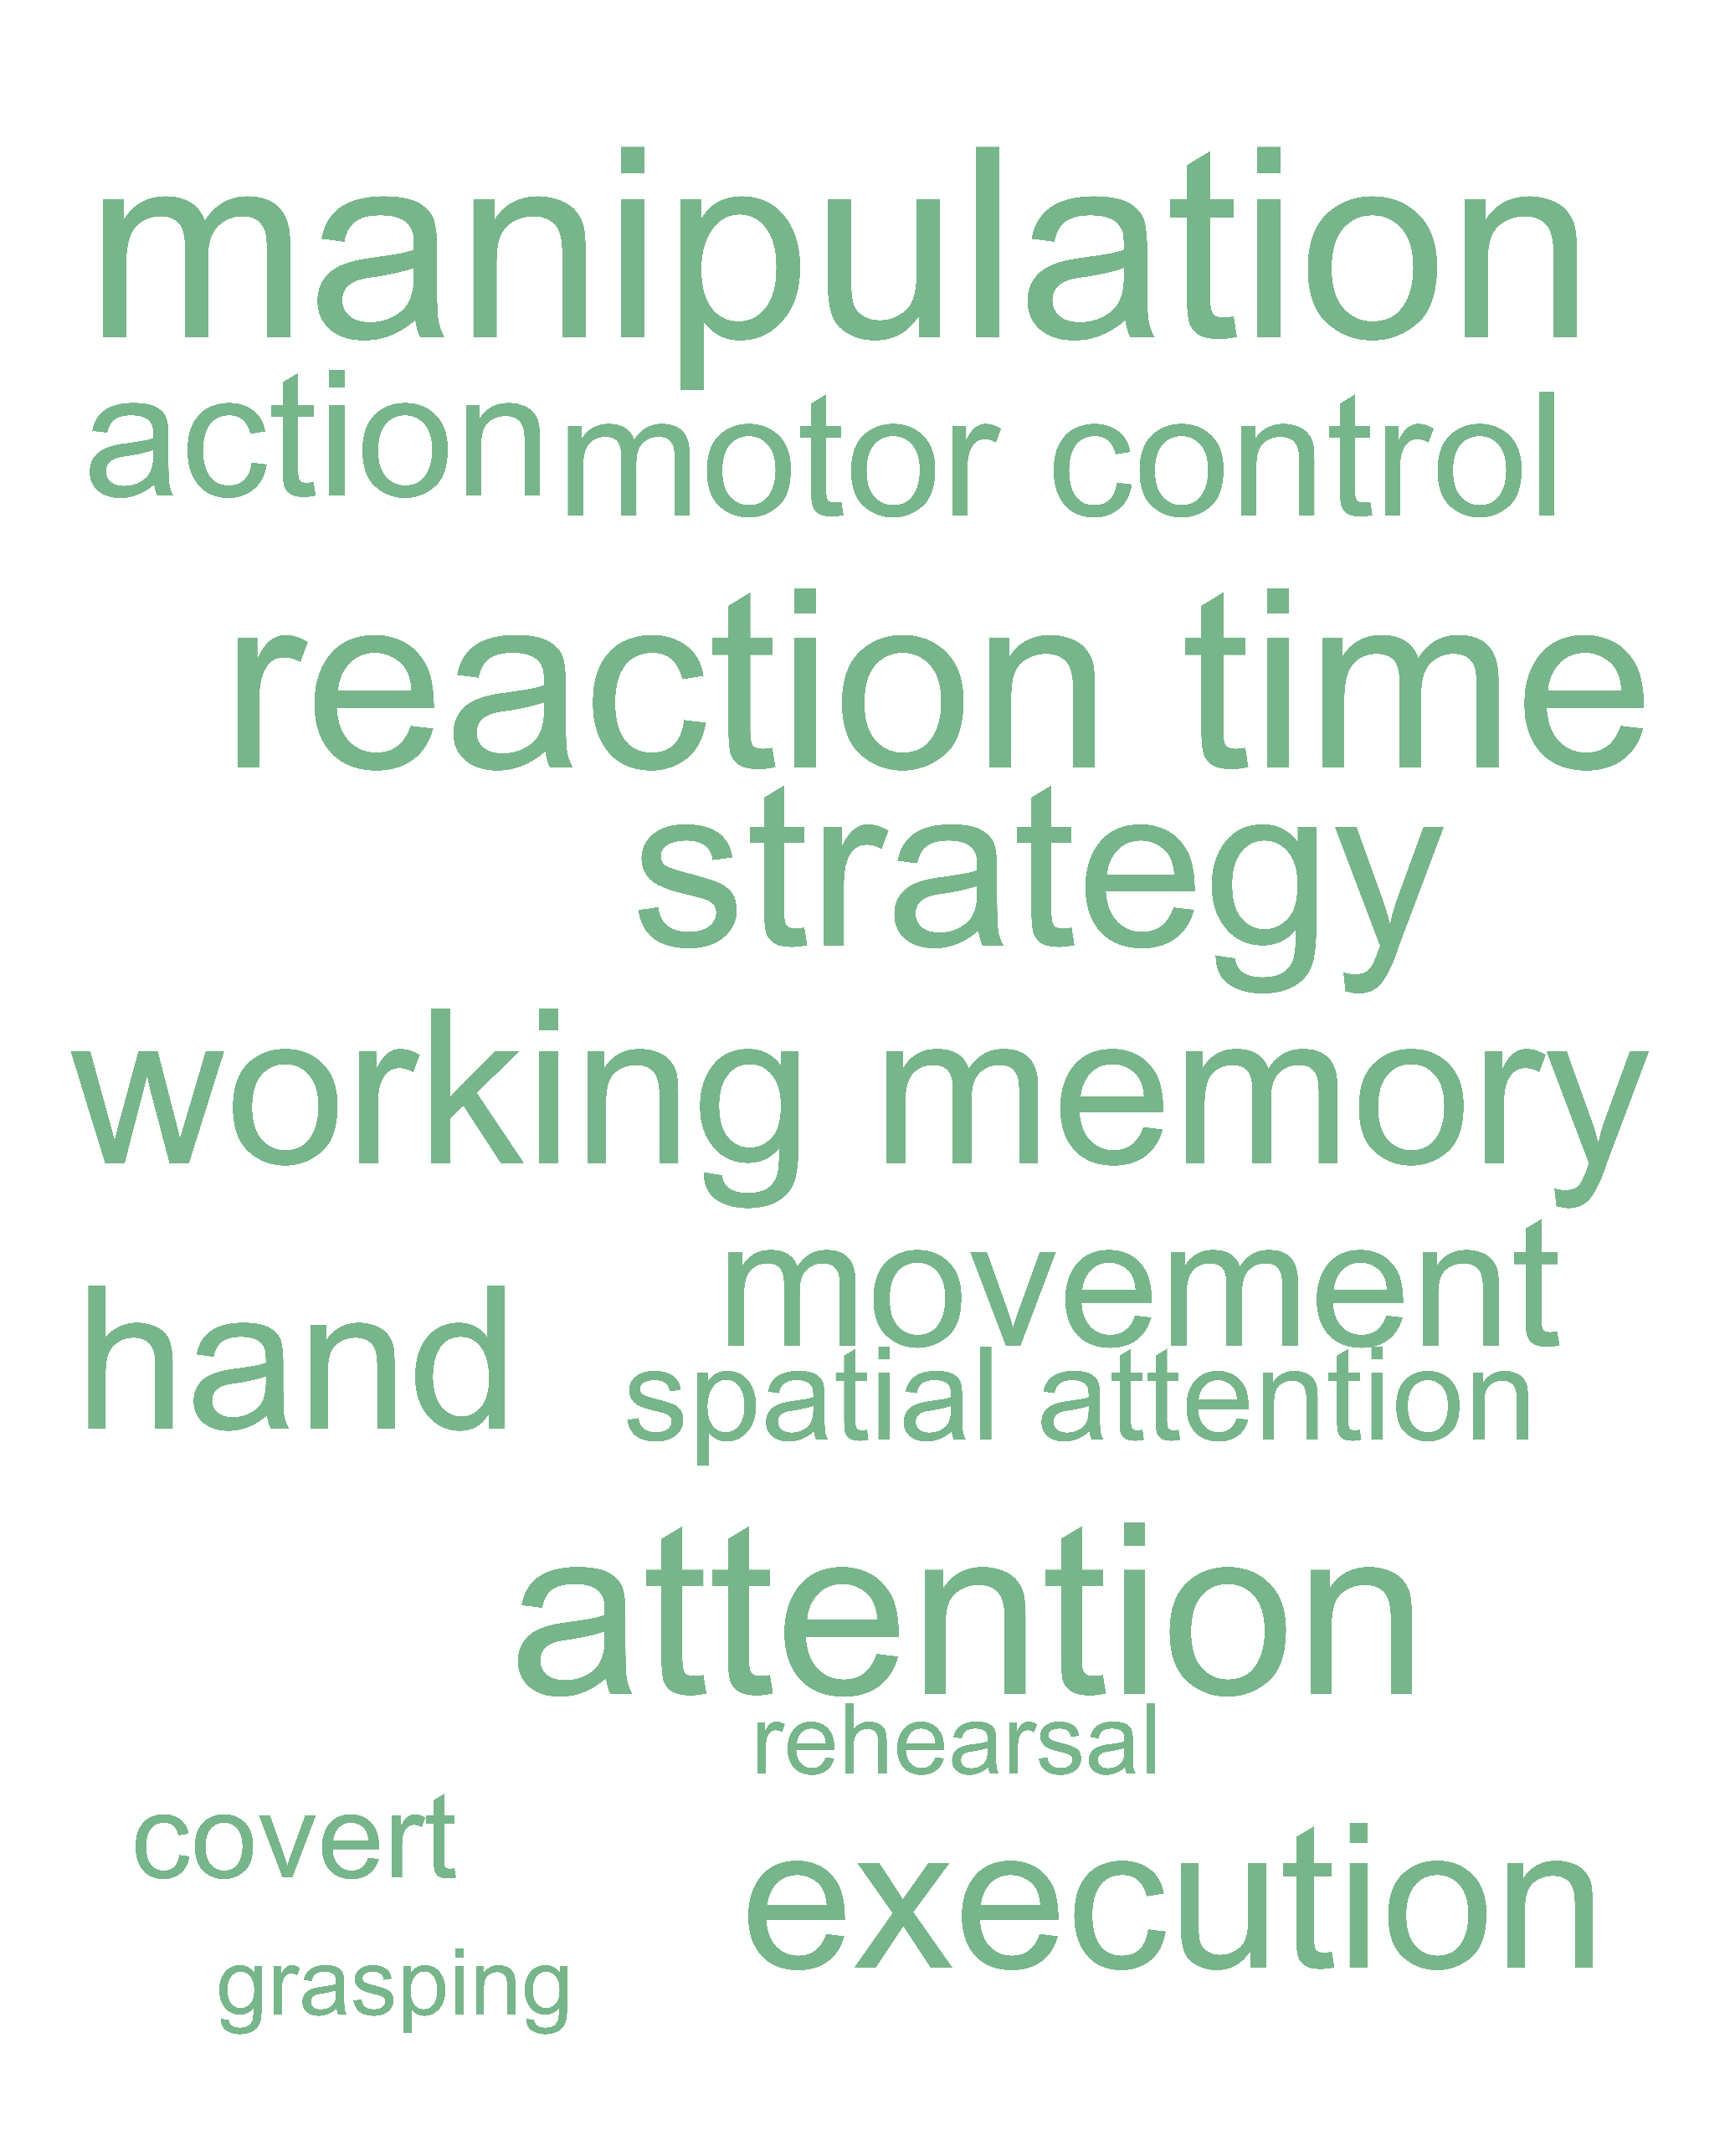 manipulation
action motor control
reaction time
strategy
working memory
movement
hand
spatial attention
attention
rehearsal
covert
execution
grasping